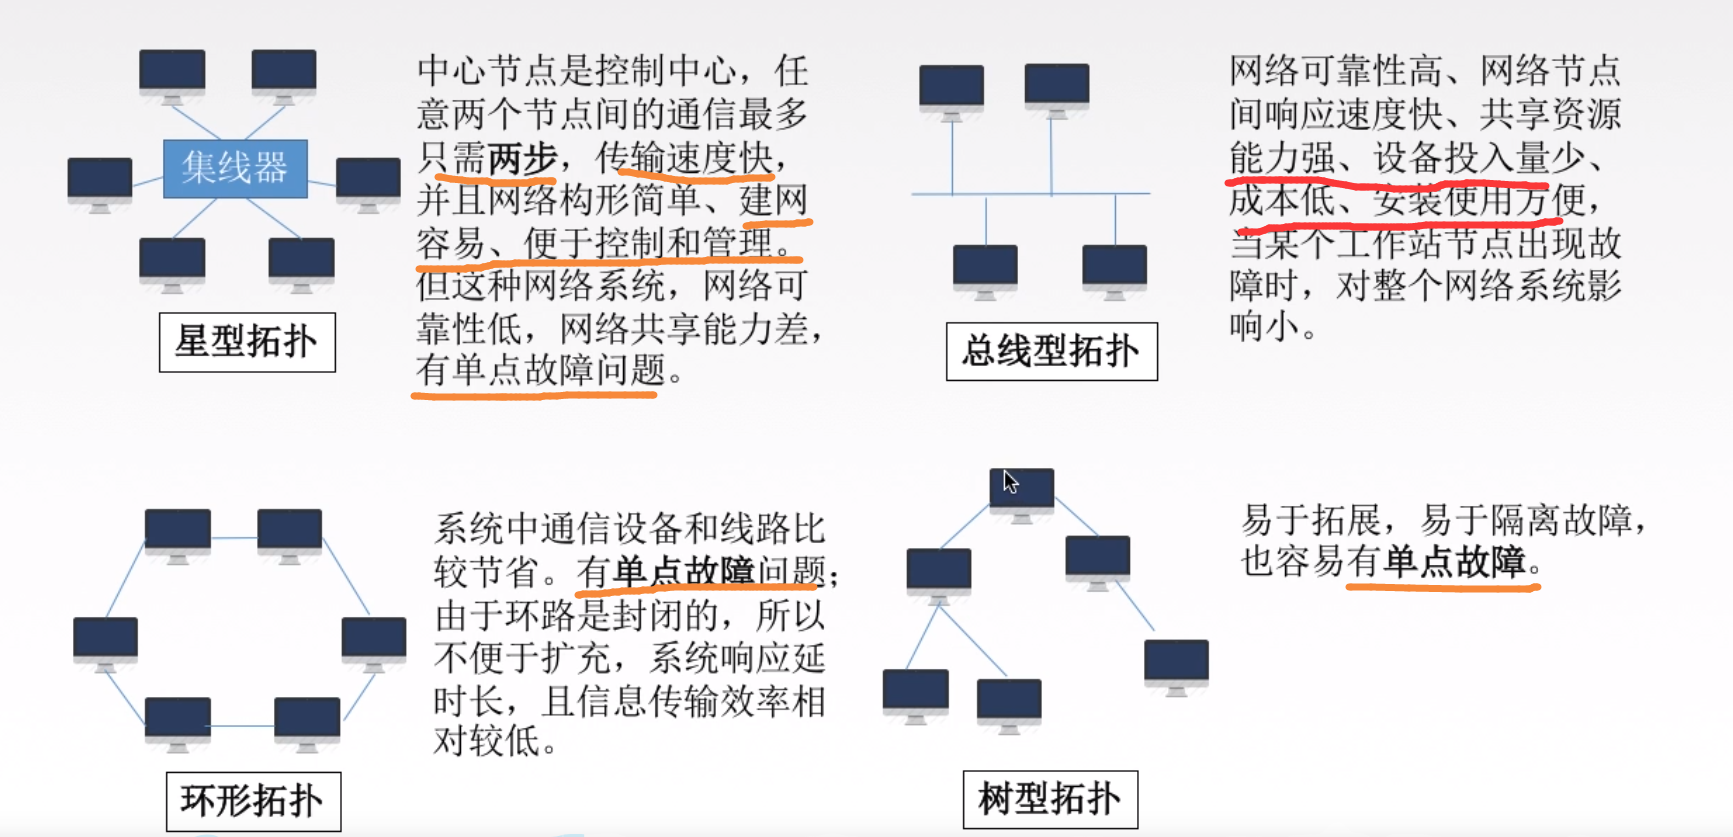 集线器
星型拓扑
中心节点是控制中心，任
意两个节点间的通信最多
只需两步，传输速度快，
并且网络构形简单、建网
容易、便于控制和管理。
但这种网络系统，网络可
靠性低，网络共享能力差，
有单点故障问题。
总线型拓扑
网络可靠性高、网络节点
间响应速度快、共享资源
能力强、设备投入量少、
成本低、安装使用方便，
当某个工作站节点出现故
障时，对整个网络系统影
响小。
环形拓扑
系统中通信设备和线路比
较节省。有单点故障问题；
由于环路是封闭的，所以
不便于扩充，系统响应延
时长，且信息传输效率相
对较低。
树型拓扑
易于拓展，易于隔离故障，
也容易有单点故障。